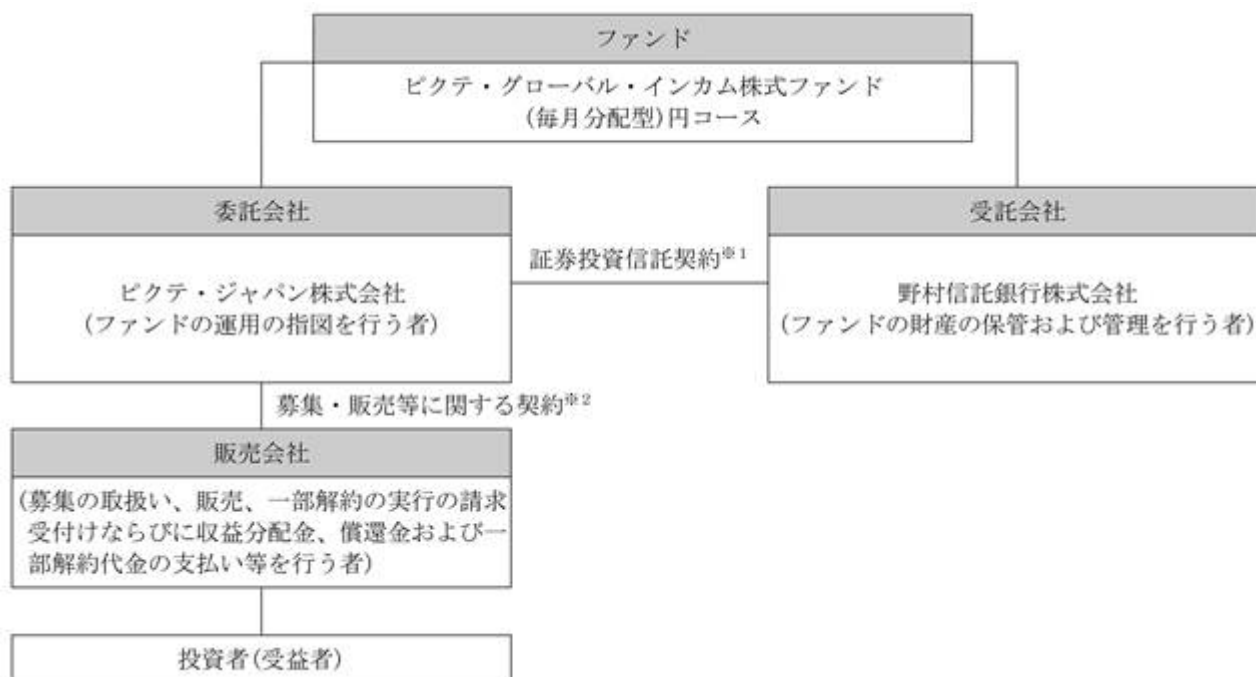 ファンド
ピクテ・グローバル・インカム株式ファンド
(毎月分配型)円コース
委託会社
ピクテ・ジャパン株式会社
(ファンドの運用の指図を行う者)
証券投資信託契約※1
受託会社
野村信託銀行株式会社
(ファンドの財産の保管および管理を行う者)
募集・販売等に関する契約※2
販売会社
(募集の取扱い、販売、一部解約の実行の請求
受付けならびに収益分配金、償還金および一
部解約代金の支払い等を行う者)
投資者(受益者)